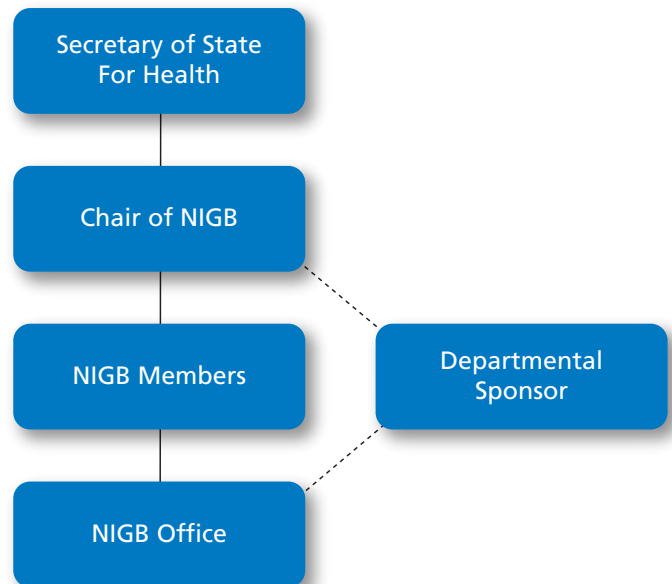 Secretary of State
For Health
Chair of NIGB
NIGB Members
Departmental
Sponsor
NIGB Office